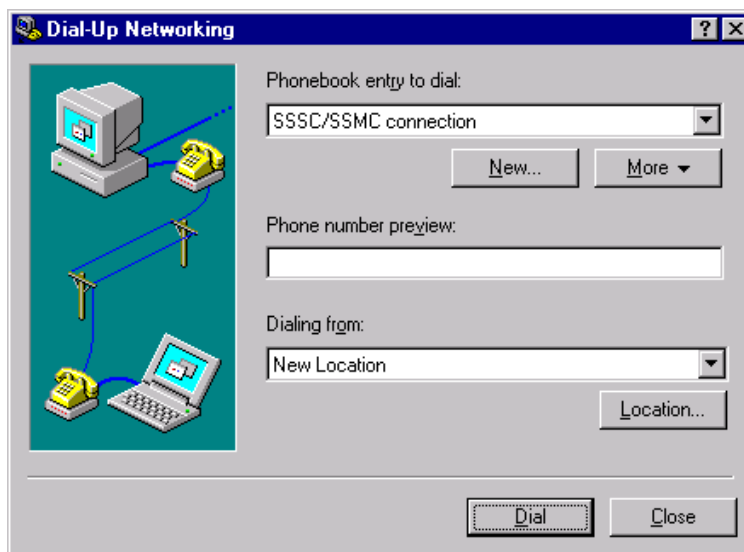 Dial-Up Networking
Phonebook entry to dial:
SSSC/SSMC connection
New...
More
Phone number preview:
Dialing from:
New Location
Location...
Dial
Close